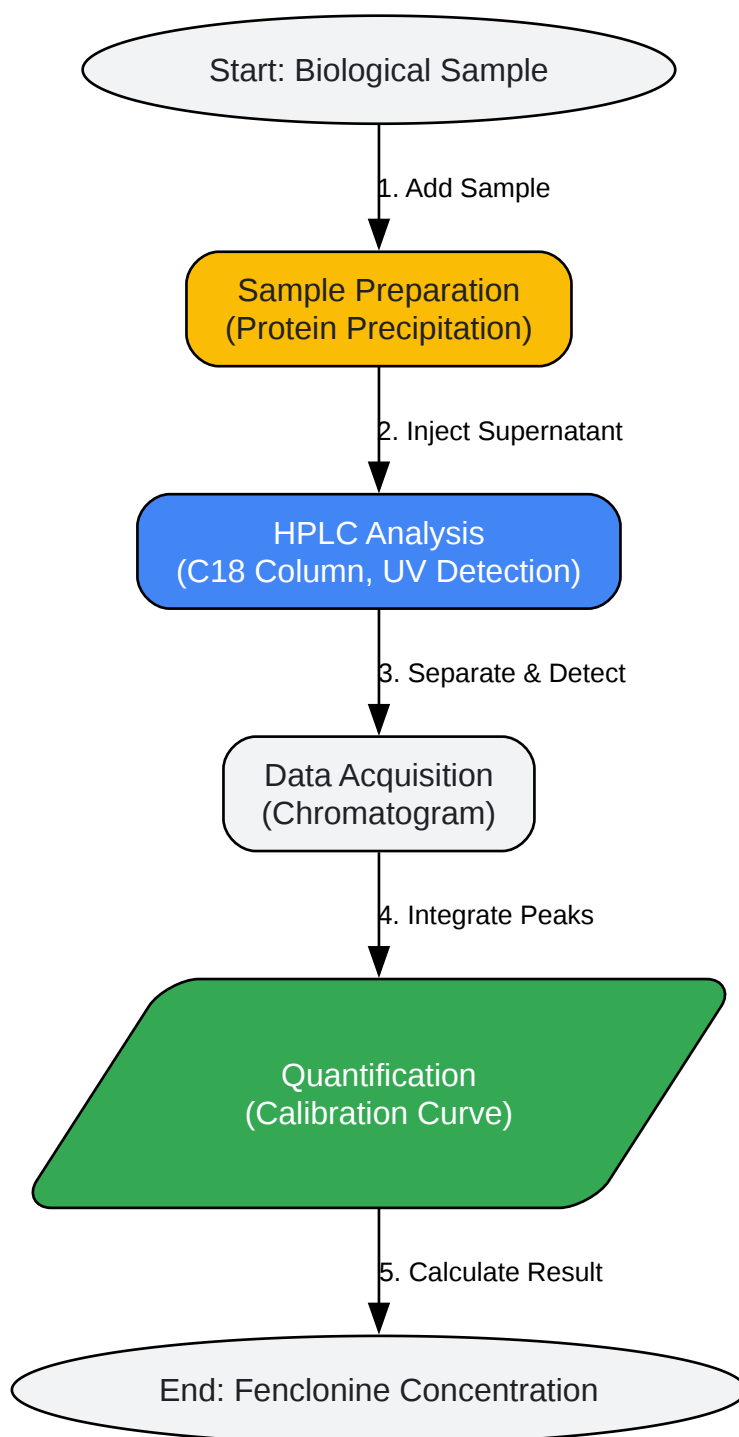 Start: Biological Sample
1. Add Sample
Sample Preparation
(Protein Precipitation)
2. Inject Supernatant
HPLC Analysis
(C18 Column, UV Detection)
3. Separate & Detect
Data Acquisition
(Chromatogram)
4. Integrate Peaks
Quantification
(Calibration Curve)
5. Calculate Result
End: Fenclonine Concentration